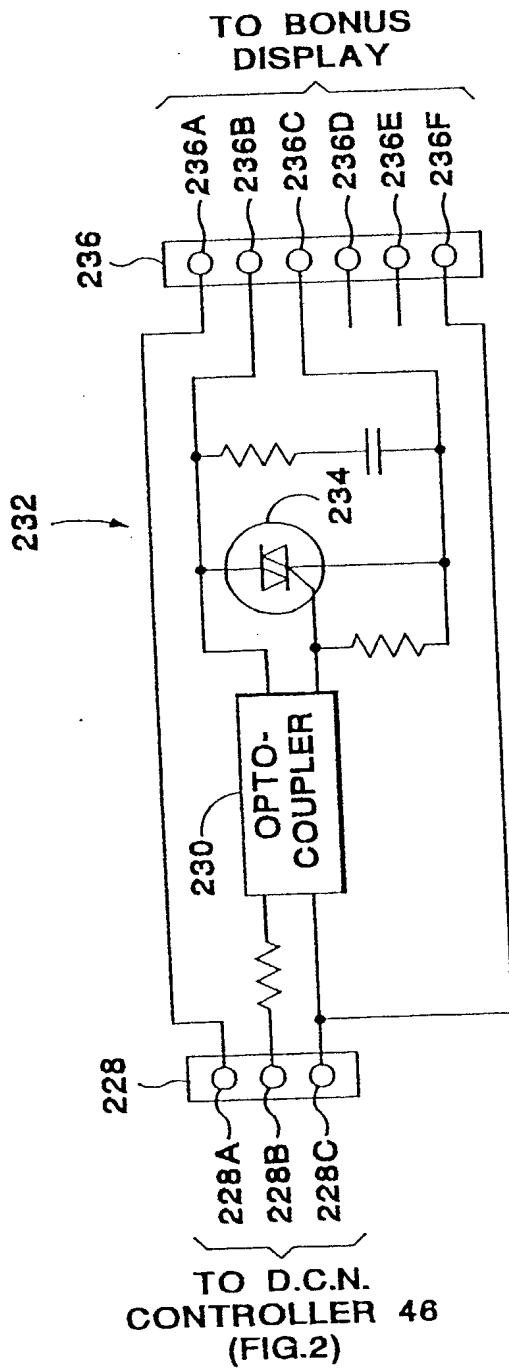 TO BONUS
DISPLAY
236
236A
236B
236C
236D
236E
236F
232
234
230
OPTO-
COUPLER
228
228A
228B
228C
TO D.C.N.
CONTROLLER 46
(FIG.2)